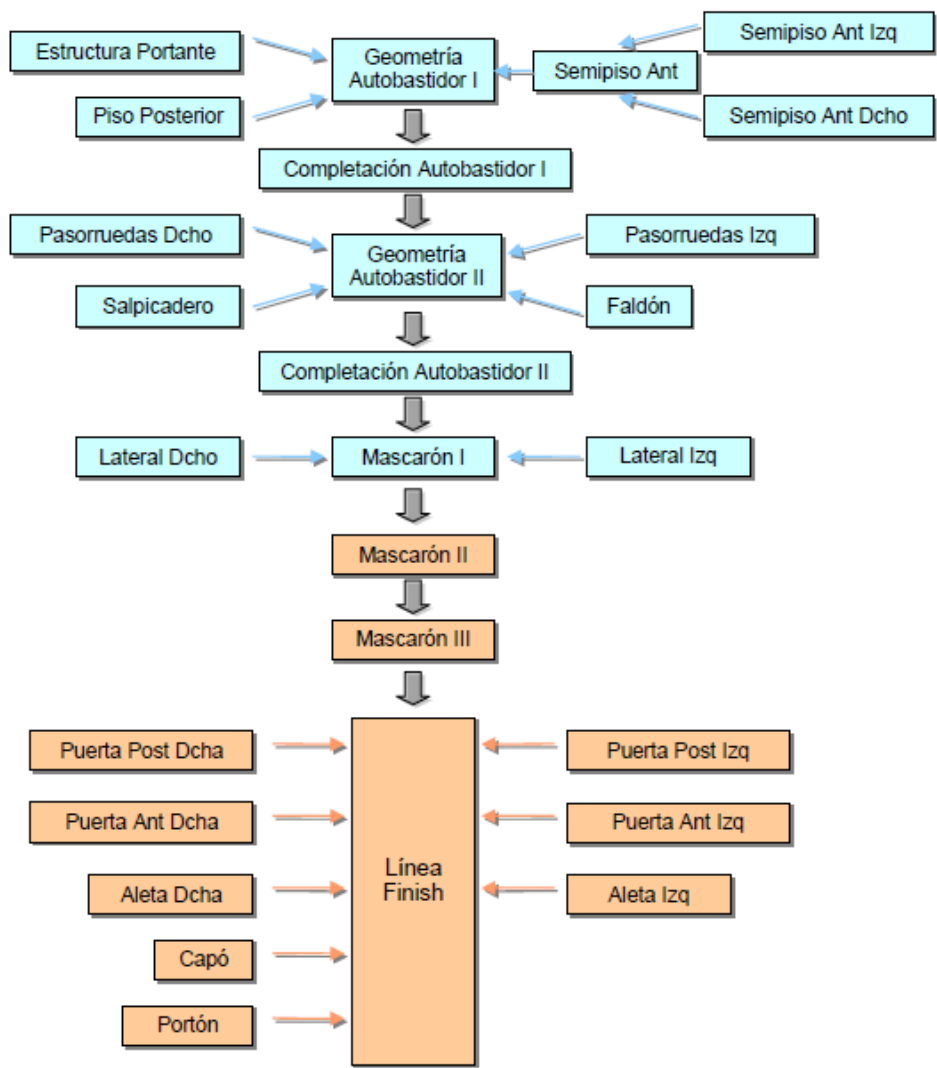 Estructura Portante
Geometría
Autobastidor I
Semipiso Ant Izq
Semipiso Ant
Piso Posterior
Semipiso Ant Dcho
Completación Autobastidor I
Pasorruedas Dcho
Geometría
Autobastidor II
Pasorruedas Izq
Salpicadero
Faldón
Completación Autobastidor II
Lateral Dcho
Mascarón I
Lateral Izq
Mascarón II
Mascarón III
Puerta Post Dcha
Puerta Post Izq
Puerta Ant Dcha
Puerta Ant Izq
Línea
Finish
Aleta Dcha
Aleta Izq
Capó
Portón